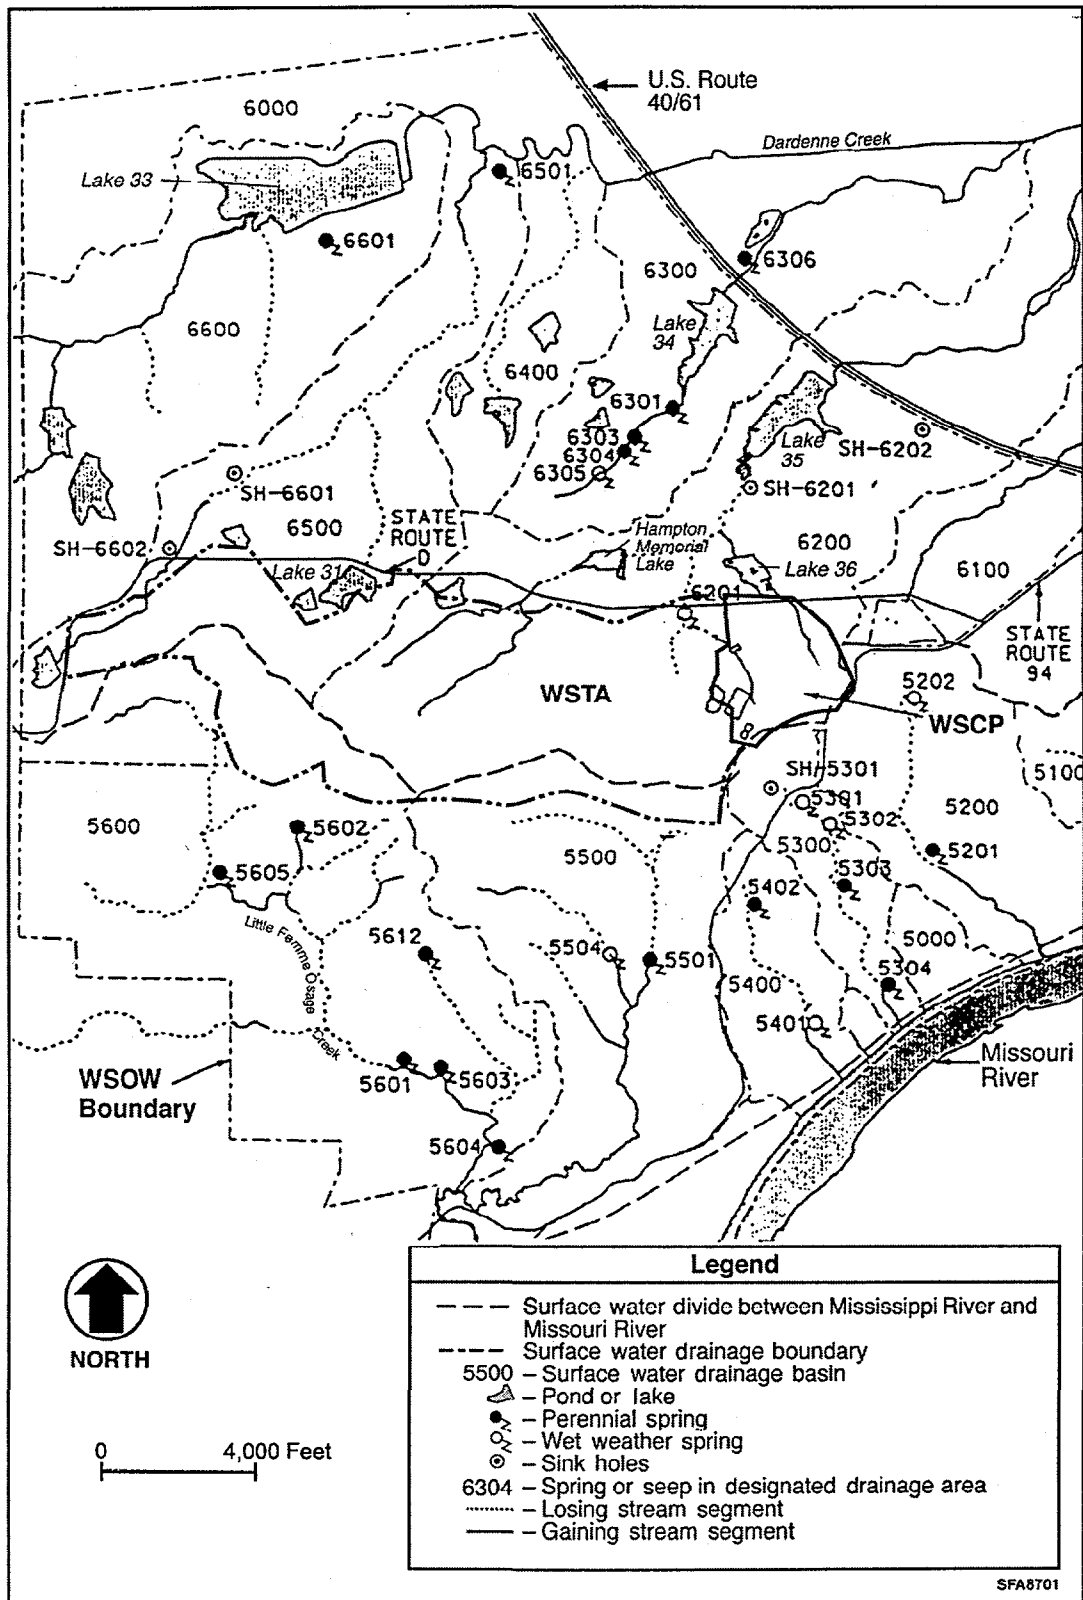 U.S. Route
40/61
6000
Dardenne Creek
Lake 33
6501
6601
6306
6300
6600
Lake
34
6400
6301
6303
6304
6305
Lake
35
SH-6202
SH-6601
SH-6201
6500
STATE
ROUTE
D
Hampton
Memorial
Lake
SH-6602
6200
Lake 31
Lake 36
6100
6201
STATE
ROUTE
94
WSTA
5202
WSCP
SH-5301
5100
5301
5200
5302
5600
5602
5500
5300
5201
5605
5303
5402
Little Femme Osage Creek
5612
5000
5504
5501
5304
5400
5401
Missouri
River
5601
5603
WSOW
Boundary
5604
NORTH
0 4,000 Feet
Legend
Surface water divide between Mississippi River and
Missouri River
Surface water drainage boundary
5500 – Surface water drainage basin
– Pond or lake
– Perennial spring
– Wet weather spring
– Sink holes
6304 – Spring or seep in designated drainage area
– Losing stream segment
– Gaining stream segment
SFA8701